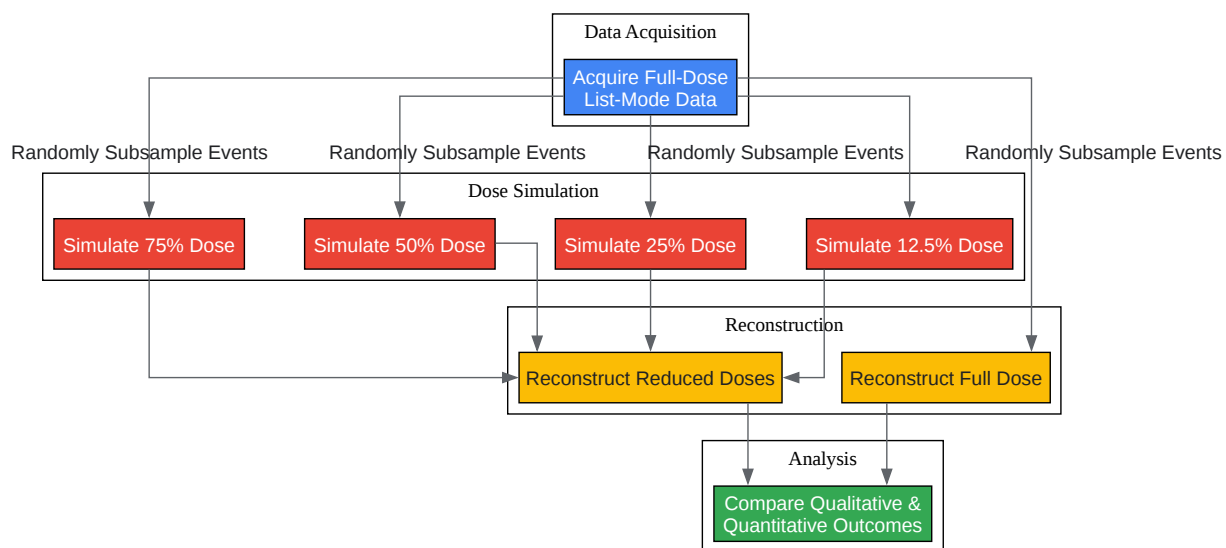 Data Acquisition
Acquire Full-Dose
List-Mode Data
Randomly Subsample Events
Randomly Subsample Events
Randomly Subsample Events
Randomly Subsample Events
Dose Simulation
Simulate 75% Dose
Simulate 50% Dose
Simulate 25% Dose
Simulate 12.5% Dose
Reconstruction
Reconstruct Reduced Doses
Reconstruct Full Dose
Analysis
Compare Qualitative &
Quantitative Outcomes